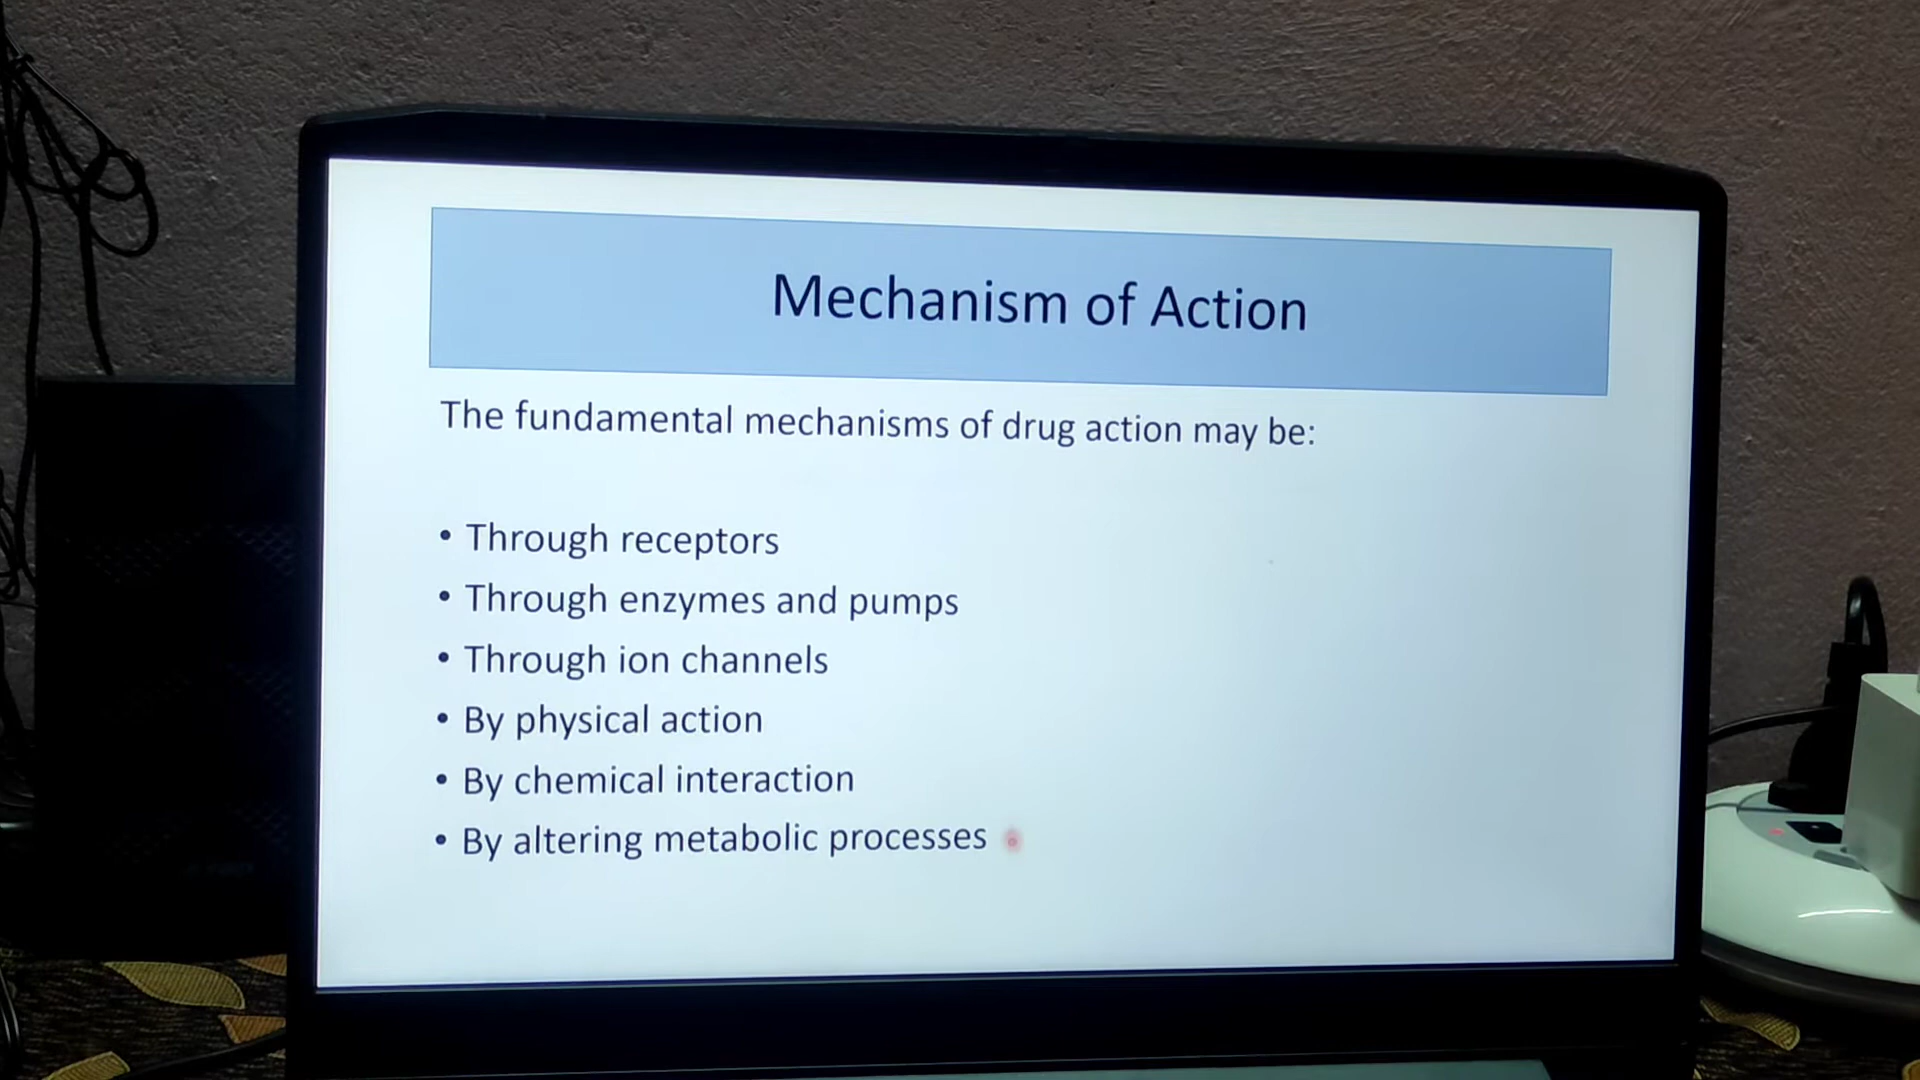 Mechanism of Action
The fundamental mechanisms of drug action may be:
• Through receptors
• Through enzymes and pumps
• Through ion channels
• By physical action
• By chemical interaction
• By altering metabolic processes